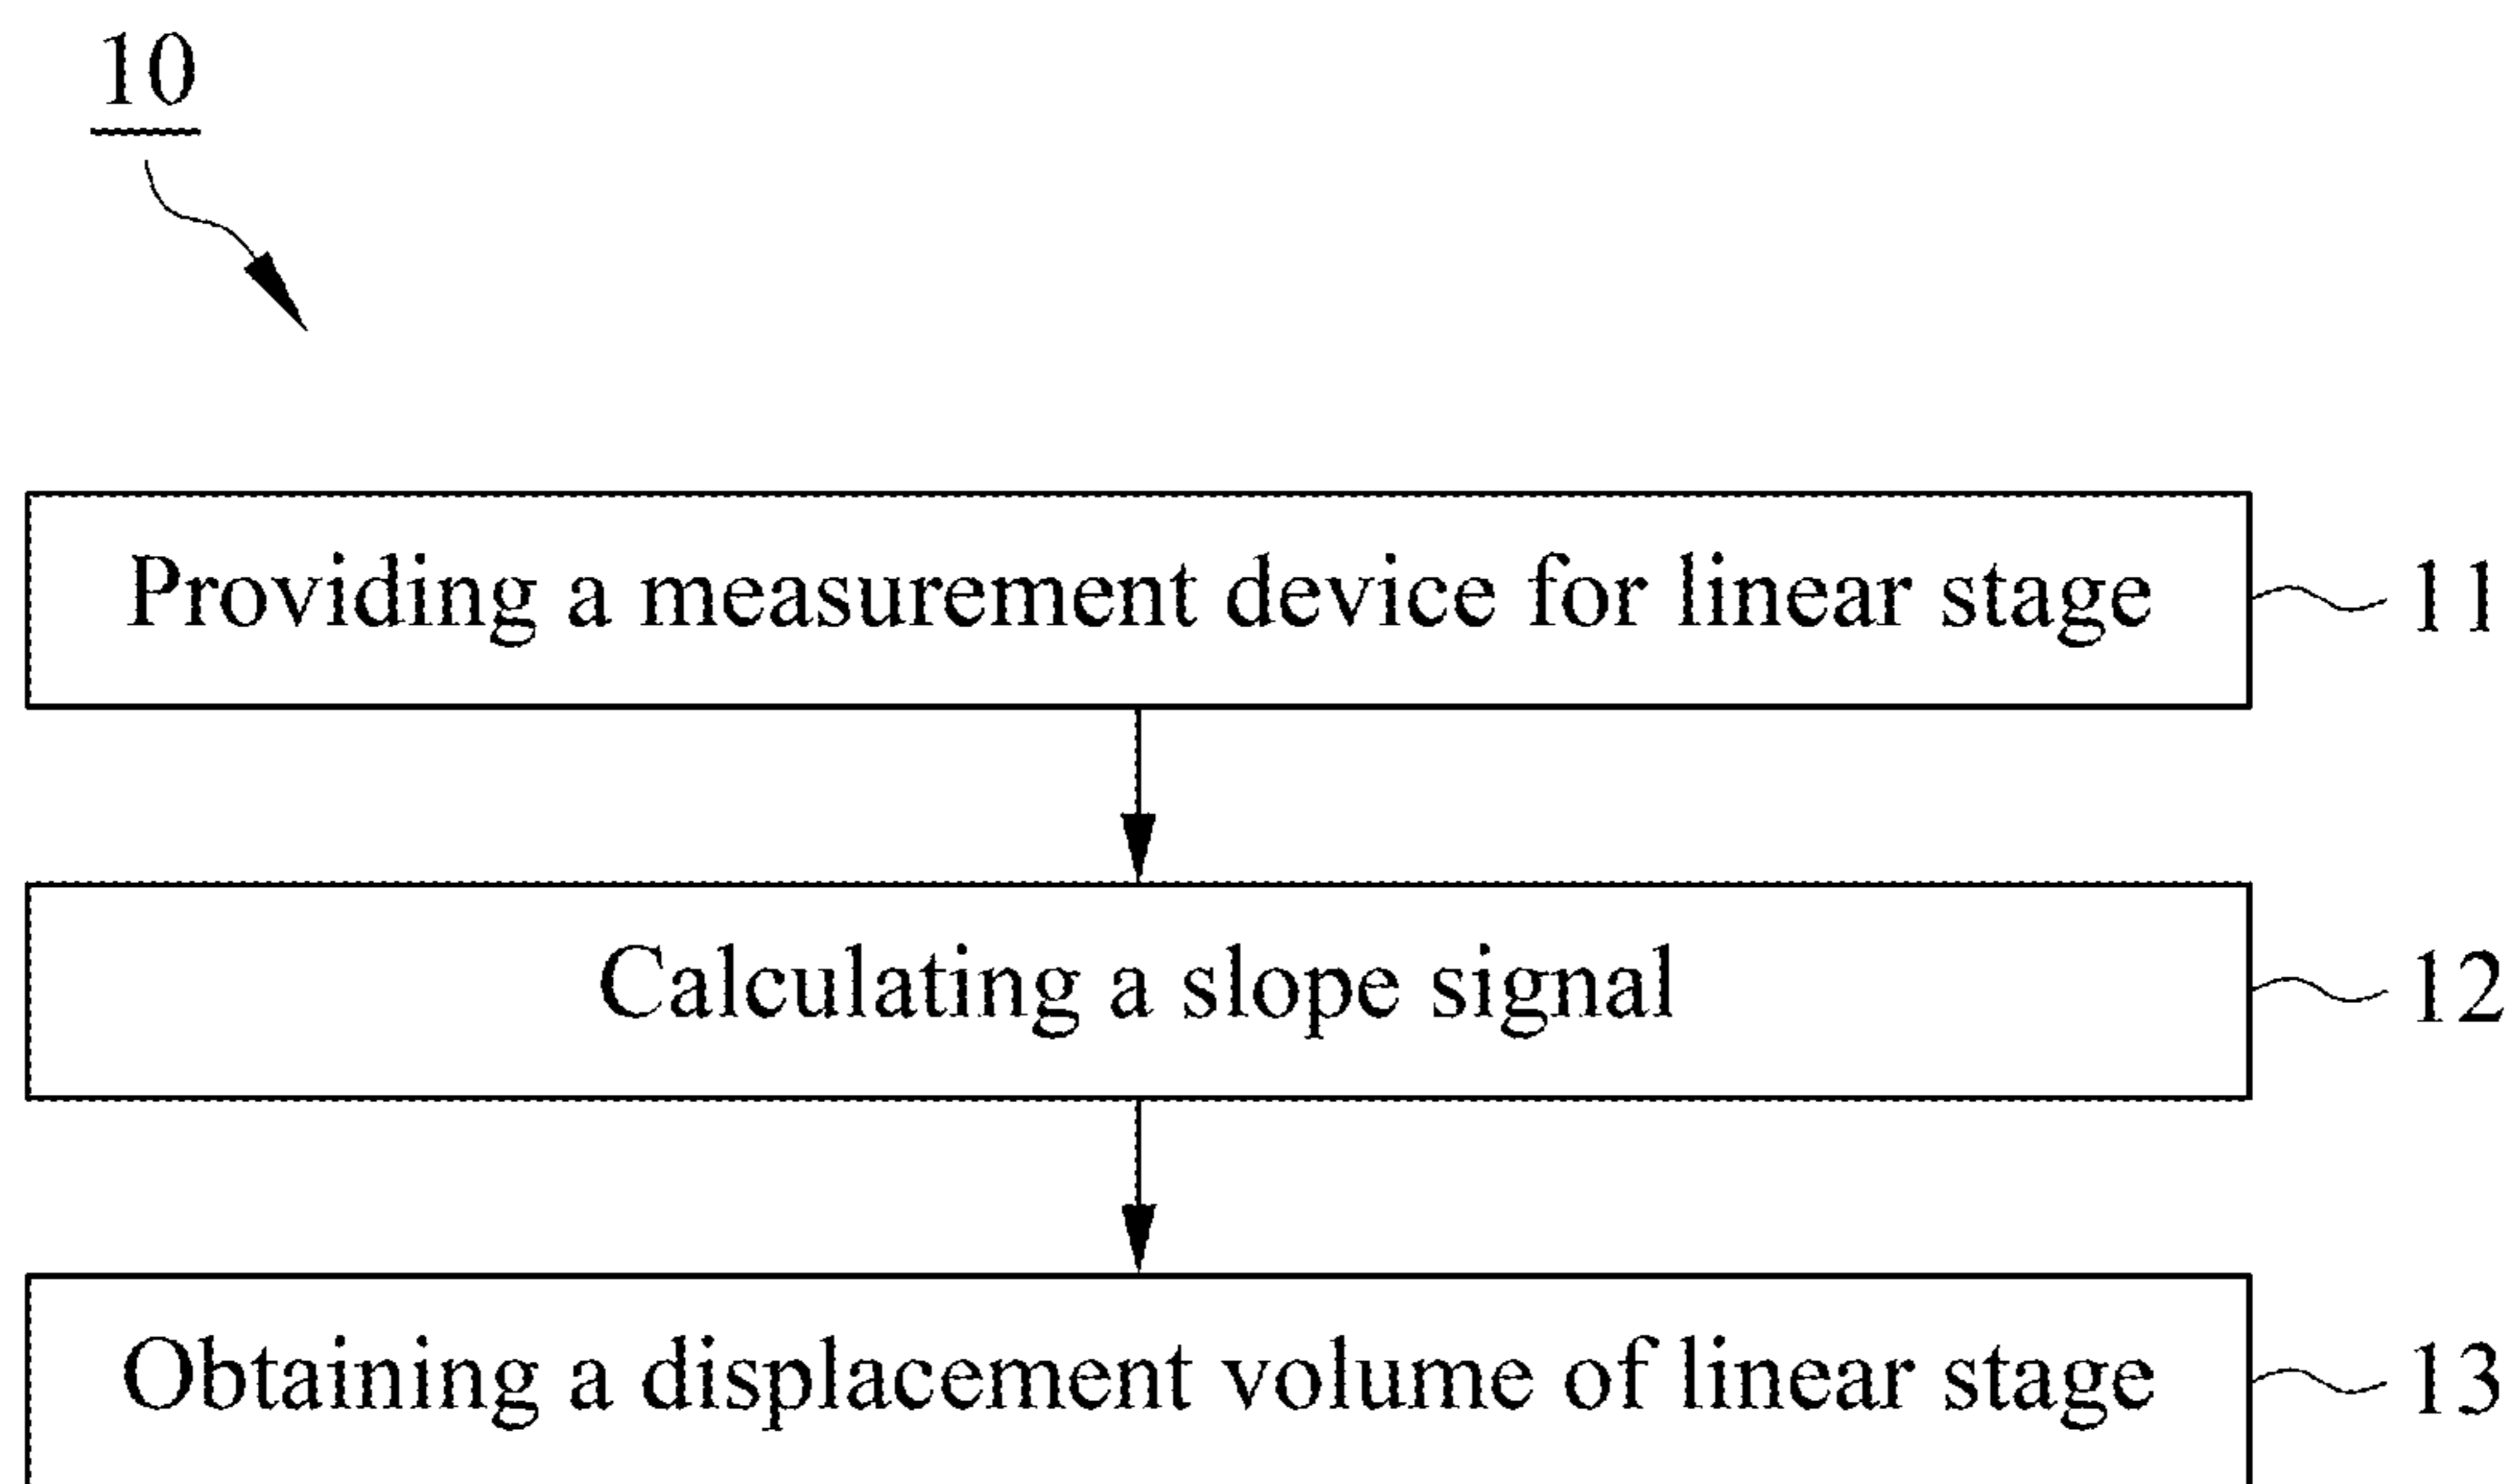 10
Providing a measurement device for linear stage 11
Calculating a slope signal 12
Obtaining a displacement volume of linear stage 13